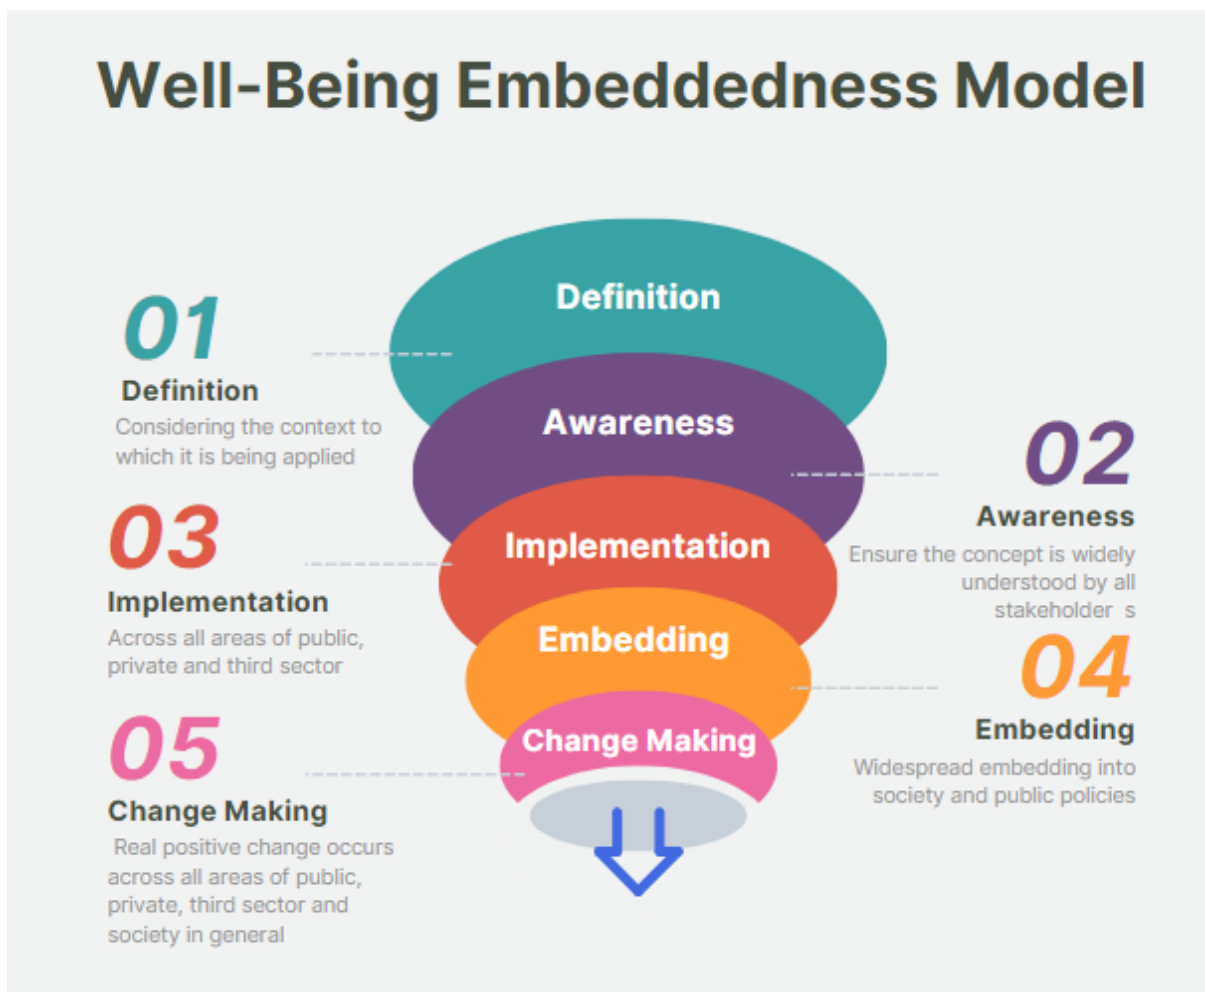 Well-Being Embeddedness Model
Definition
Awareness
Implementation
Embedding
Change Making
01
Definition
Considering the context to
which it is being applied
02
Awareness
Ensure the concept is widely
understood by all
stakeholder s
03
Implementation
Across all areas of public,
private and third sector
04
Embedding
Widespread embedding into
society and public policies
05
Change Making
Real positive change occurs
across all areas of public,
private, third sector and
society in general